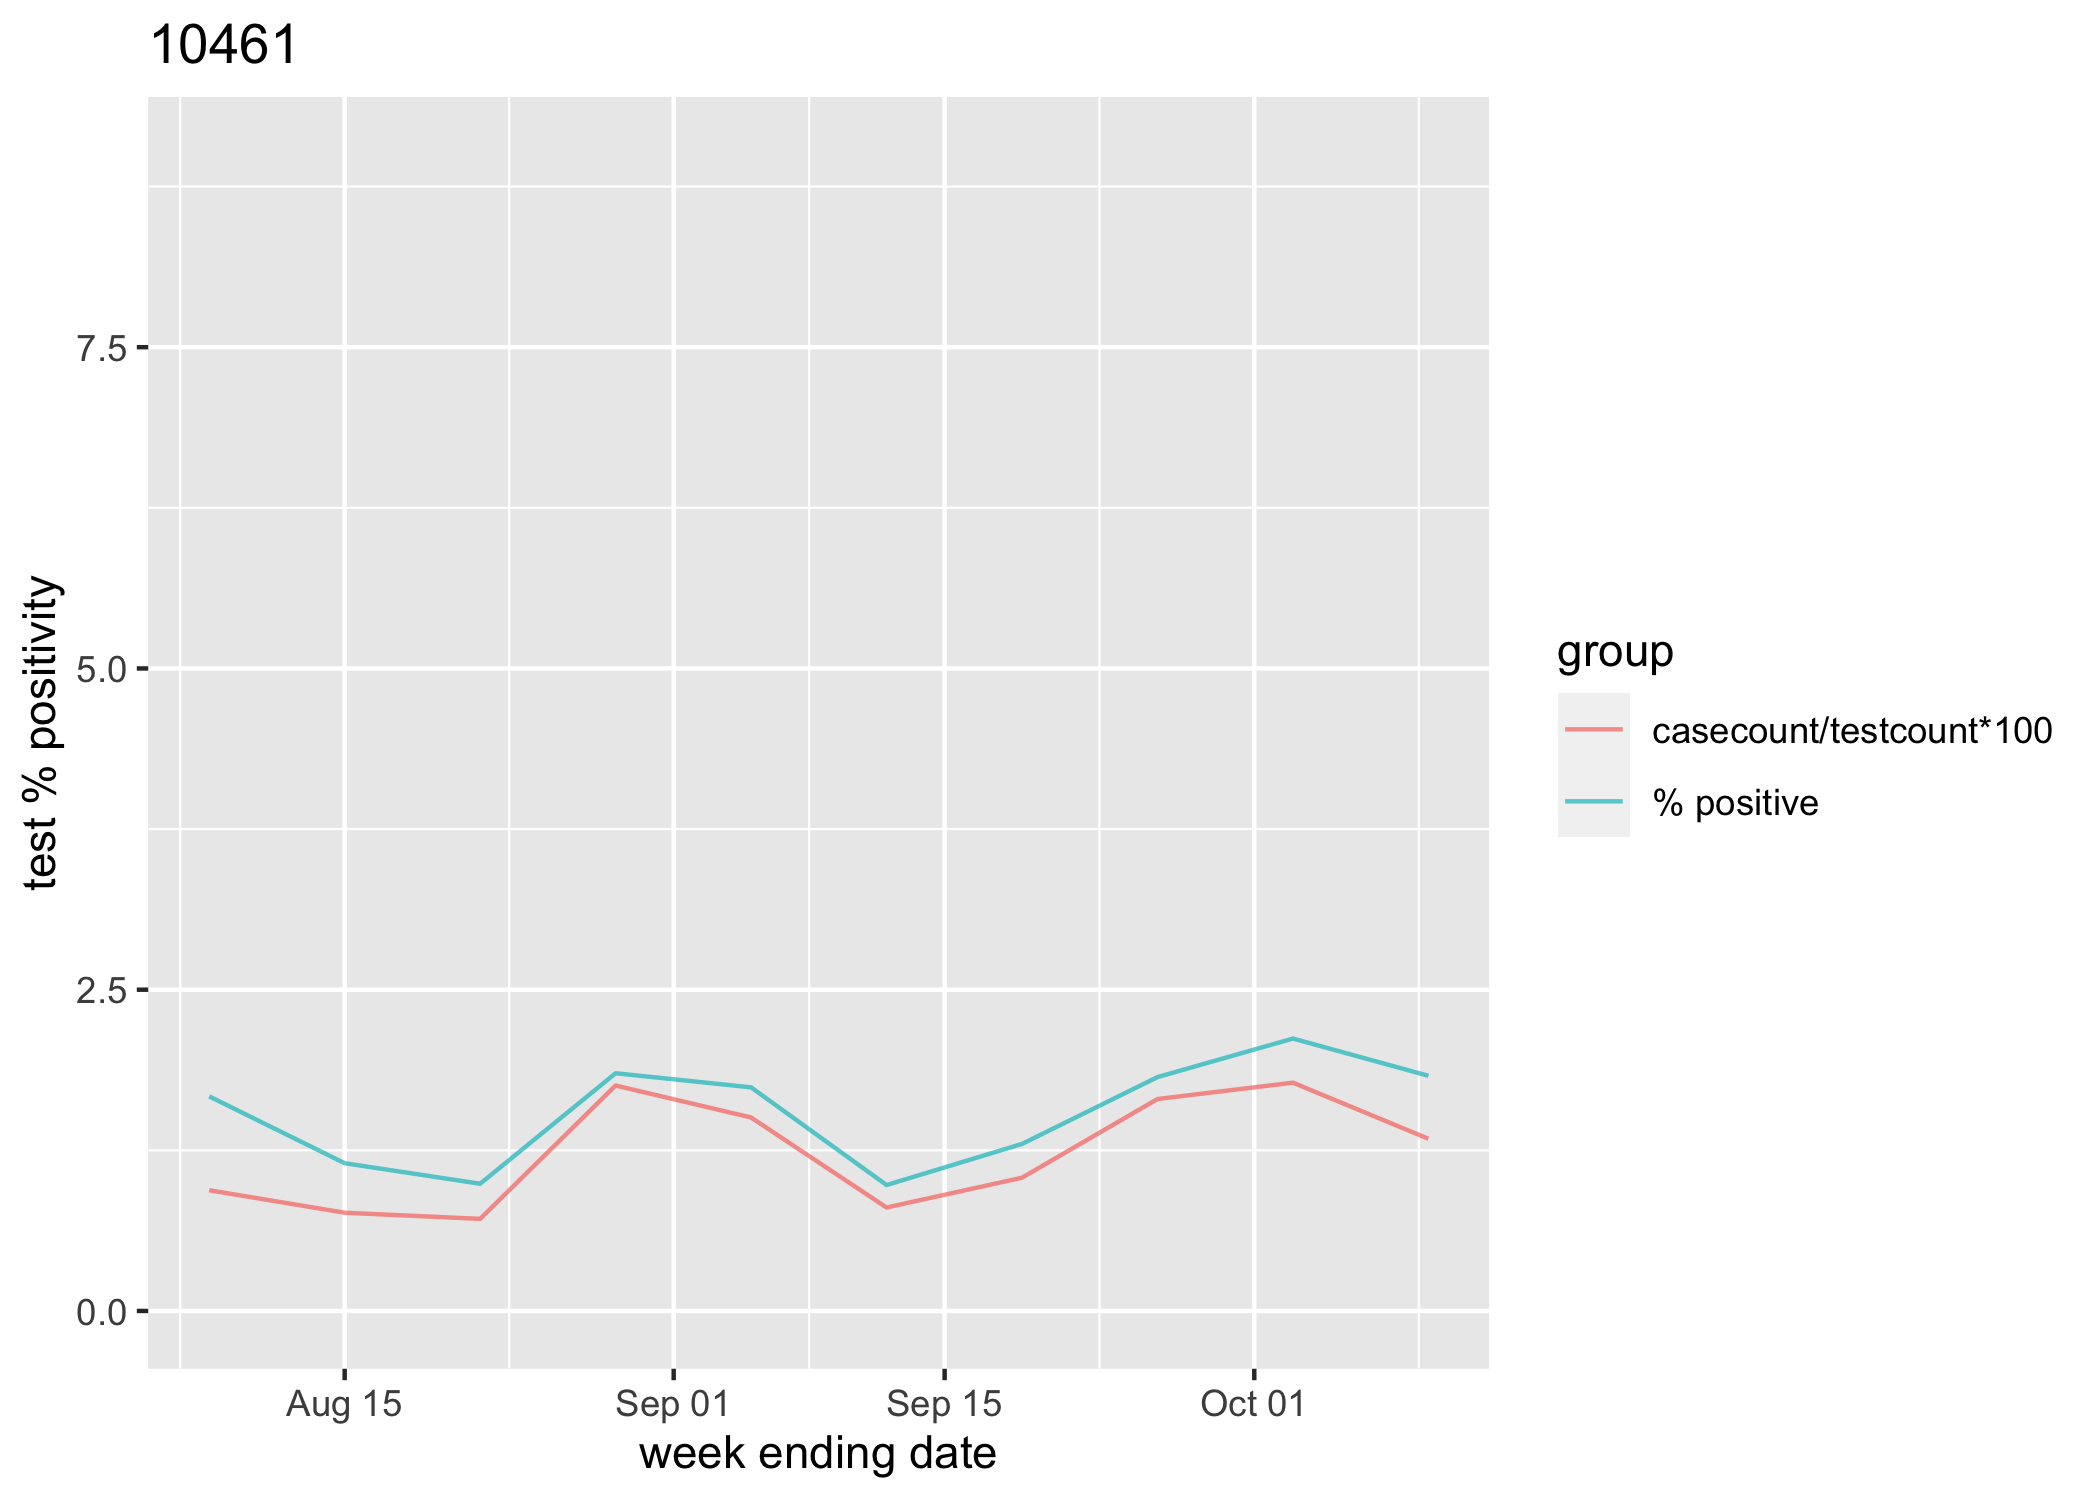 10461
test % positivity
7.5
5.0
2.5
0.0
Aug 15
Sep 01
Sep 15
Oct 01
week ending date
group
casecount/testcount*100
% positive